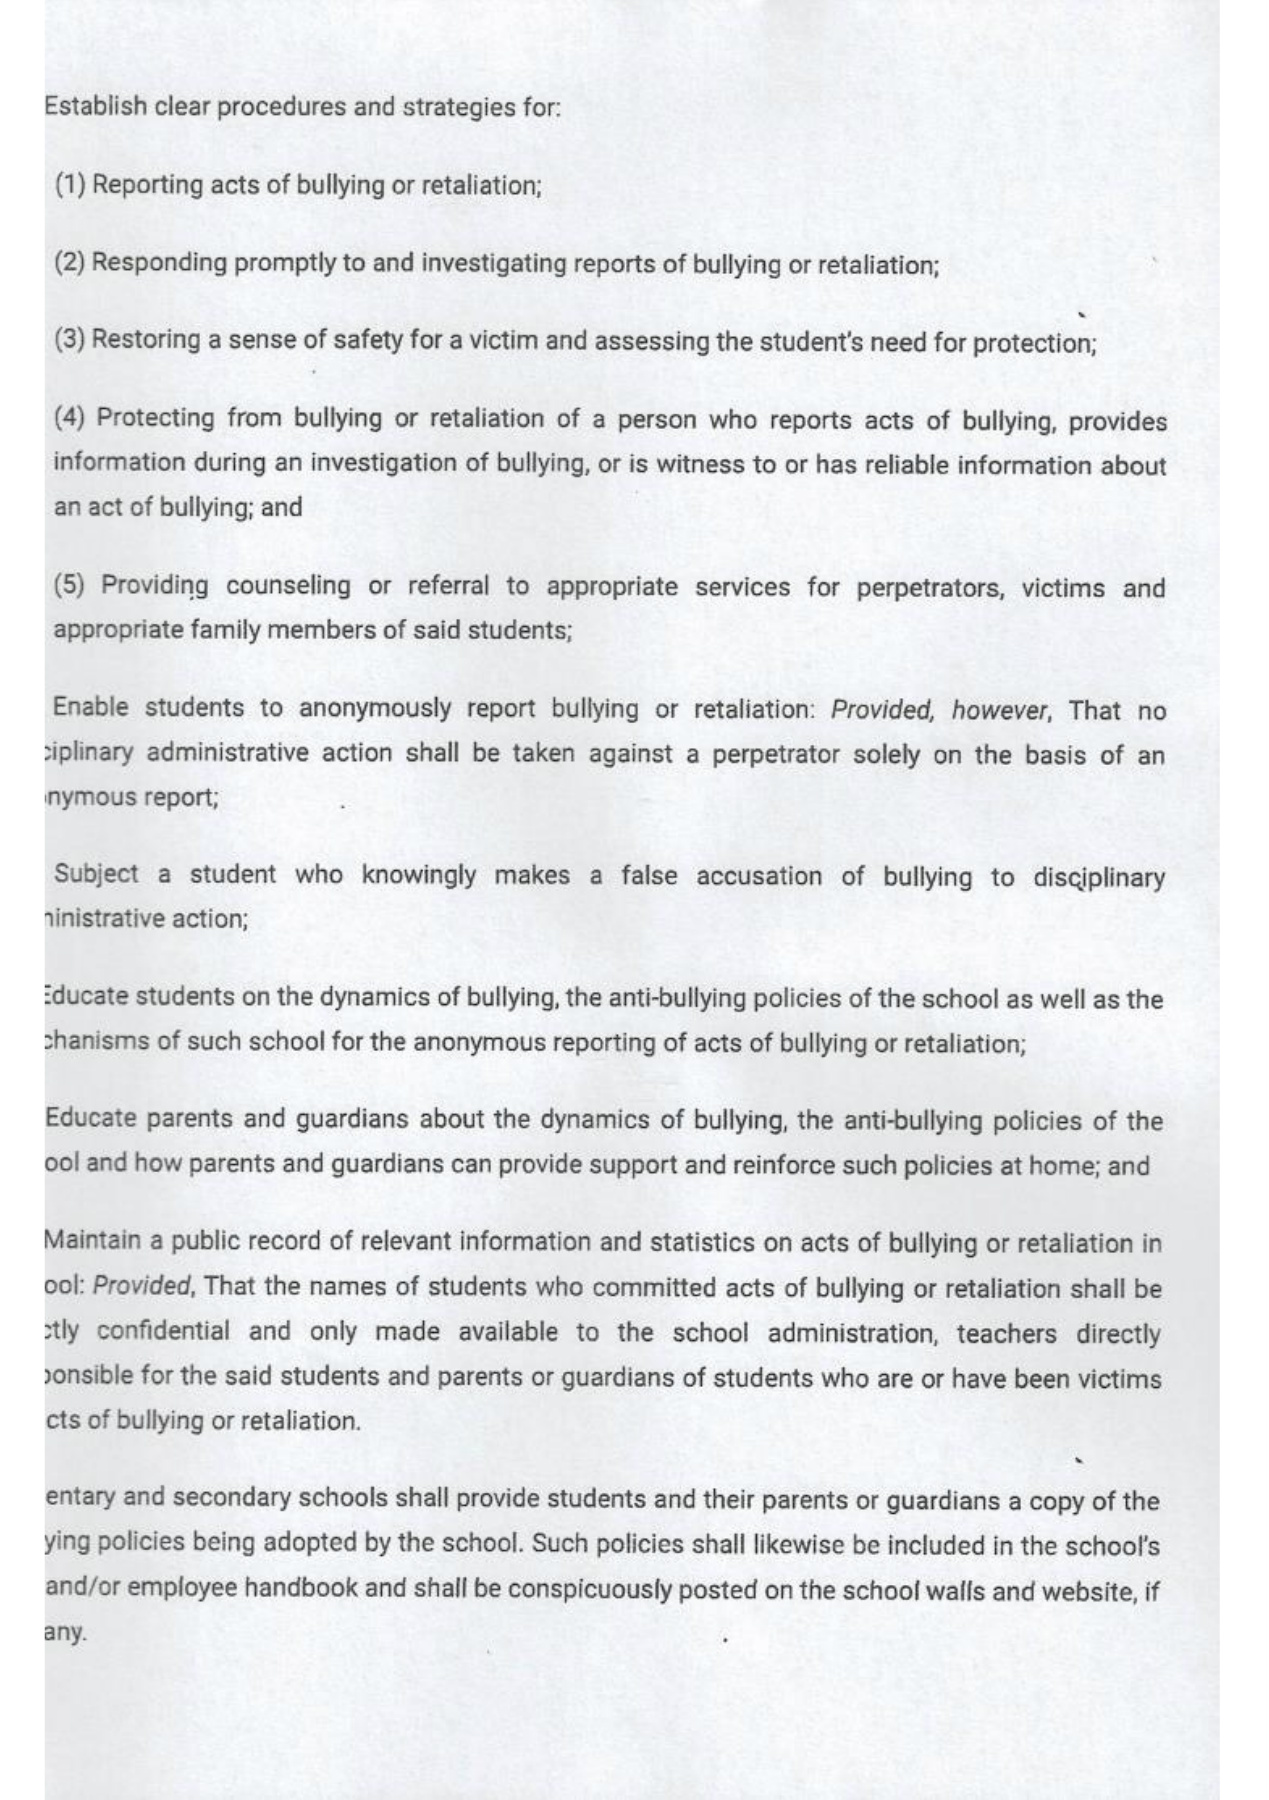 Establish clear procedures and strategies for:
(1) Reporting acts of bullying or retaliation;
(2) Responding promptly to and investigating reports of bullying or retaliation;
(3) Restoring a sense of safety for a victim and assessing the student's need for protection;
(4) Protecting from bullying or retaliation of a person who reports acts of bullying, provides
information during an investigation of bullying, or is witness to or has reliable information about
an act of bullying; and
(5) Providing counseling or referral to appropriate services for perpetrators, victims and
appropriate family members of said students;
Enable students to anonymously report bullying or retaliation: Provided, however, That no
ciplinary administrative action shall be taken against a perpetrator solely on the basis of an
nymous report;
Subject a student who knowingly makes a false accusation of bullying to disciplinary
ninistrative action;
Educate students on the dynamics of bullying, the anti-bullying policies of the school as well as the
chanisms of such school for the anonymous reporting of acts of bullying or retaliation;
Educate parents and guardians about the dynamics of bullying, the anti-bullying policies of the
ool and how parents and guardians can provide support and reinforce such policies at home; and
Maintain a public record of relevant information and statistics on acts of bullying or retaliation in
ool: Provided, That the names of students who committed acts of bullying or retaliation shall be
ctly confidential and only made available to the school administration, teachers directly
ponsible for the said students and parents or guardians of students who are or have been victims
cts of bullying or retaliation.
entary and secondary schools shall provide students and their parents or guardians a copy of the
ying policies being adopted by the school. Such policies shall likewise be included in the school's
and/or employee handbook and shall be conspicuously posted on the school walls and website, if
any.